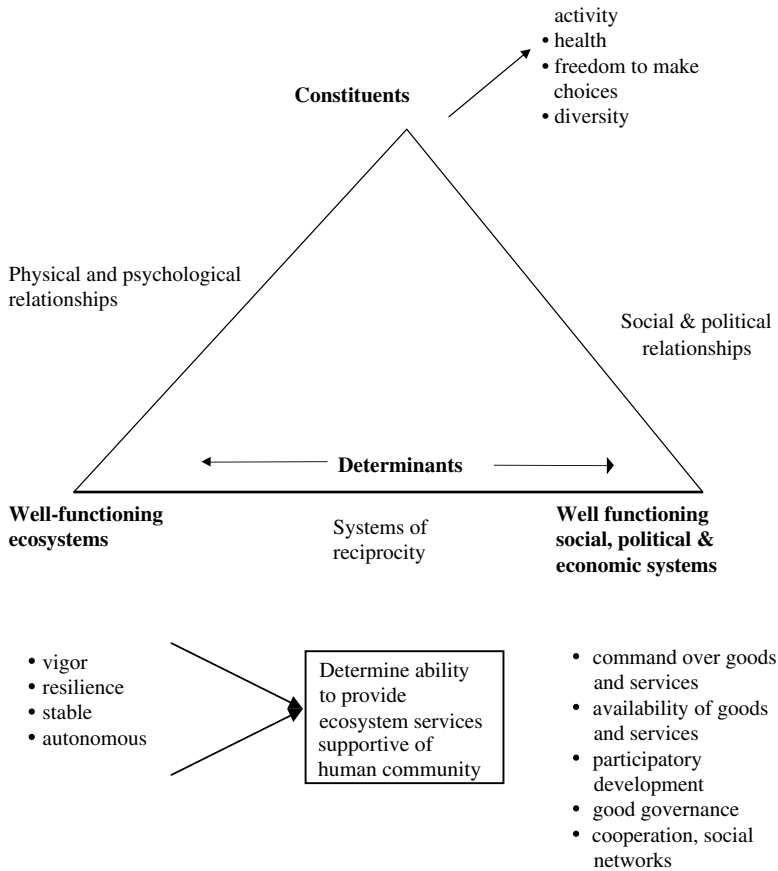 activity
• health
• freedom to make
choices
• diversity
Constituents
Physical and psychological
relationships
Social & political
relationships
Determinants
Well-functioning
ecosystems
Systems of
reciprocity
Well functioning
social, political &
economic systems
• vigor
• resilience
• stable
• autonomous
Determine ability
to provide
ecosystem services
supportive of
human community
• command over goods
and services
• availability of goods
and services
• participatory
development
• good governance
• cooperation, social
networks